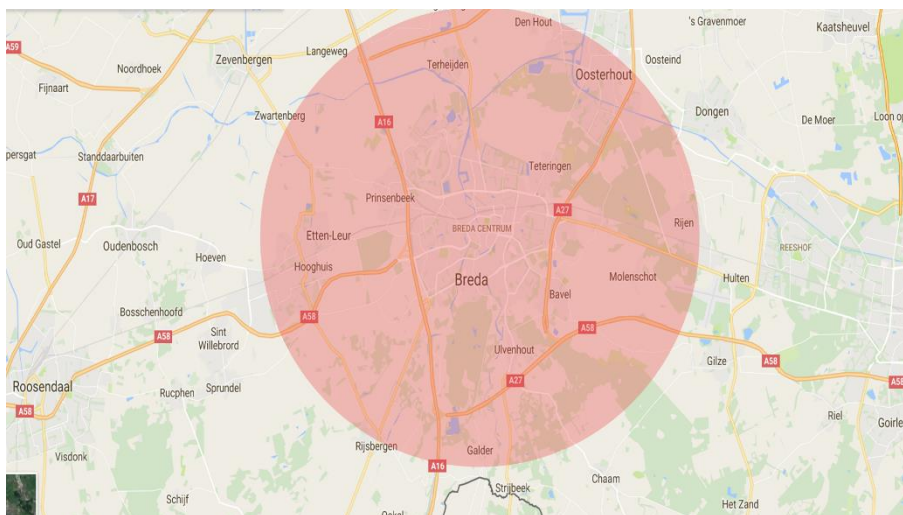 Den Hout
's Gravenmoer
Kaatsheuvel
A59
Langeweg
Zevenbergen
Terheijden
Oosteind
Noordhoek
Oosterhout
Fijnaart
Dongen
De Moer
Loon op
Zwartenberg
A16
persgat
Standdaarbuiten
Teteringen
A17
Prinsenbeek
A27
Rijen
BREDA CENTRUM
Oud Gastel
Oudenbosch
Etten-Leur
REESHOF
Hoeven
Hooghuis
Breda
Molenschot
Hulten
Bavel
Bosschenhoofd
A58
A58
Sint
Willebrord
A58
Ulvenhout
Gilze
A58
Roosendaal
Sprundel
Rucphen
A27
A58
A58
Riel
Goirle
Rijsbergen
Galder
Visdonk
A16
Chaam
Strijbeek
Schijf
Het Zand